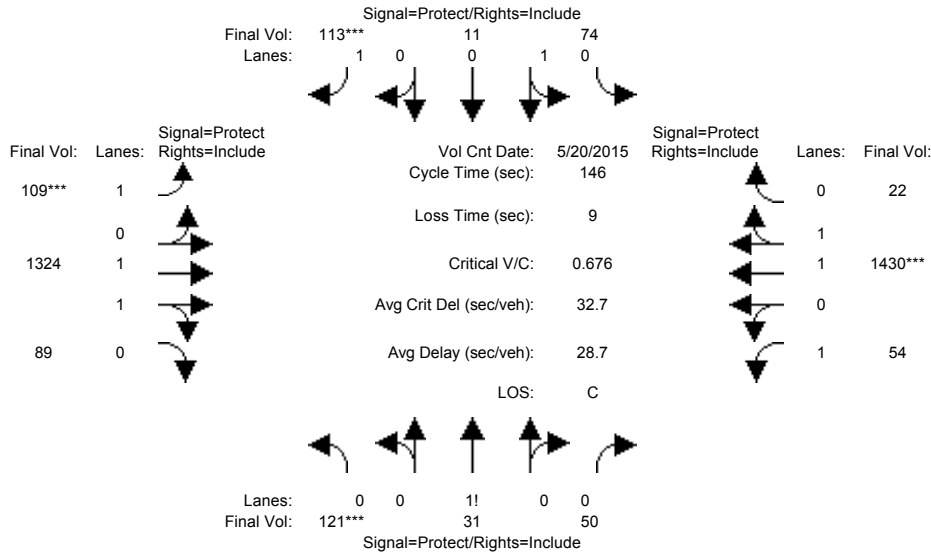 Signal=Protect/Rights=Include
Final Vol: 113*** 11 74
Lanes: 1 0 0 1 0
Signal=Protect Signal=Protect
Final Vol: Lanes: Rights=Include Vol Cnt Date: 5/20/2015 Rights=Include Lanes: Final Vol:
Cycle Time (sec): 146
109*** 1 0 22
Loss Time (sec): 9
0 1
1324 1 Critical V/C: 0.676 1 1430***
1 Avg Crit Del (sec/veh): 32.7 0
89 0 Avg Delay (sec/veh): 28.7 1 54
LOS: C
Lanes: 0 0 1! 0 0
Final Vol: 121*** 31 50
Signal=Protect/Rights=Include